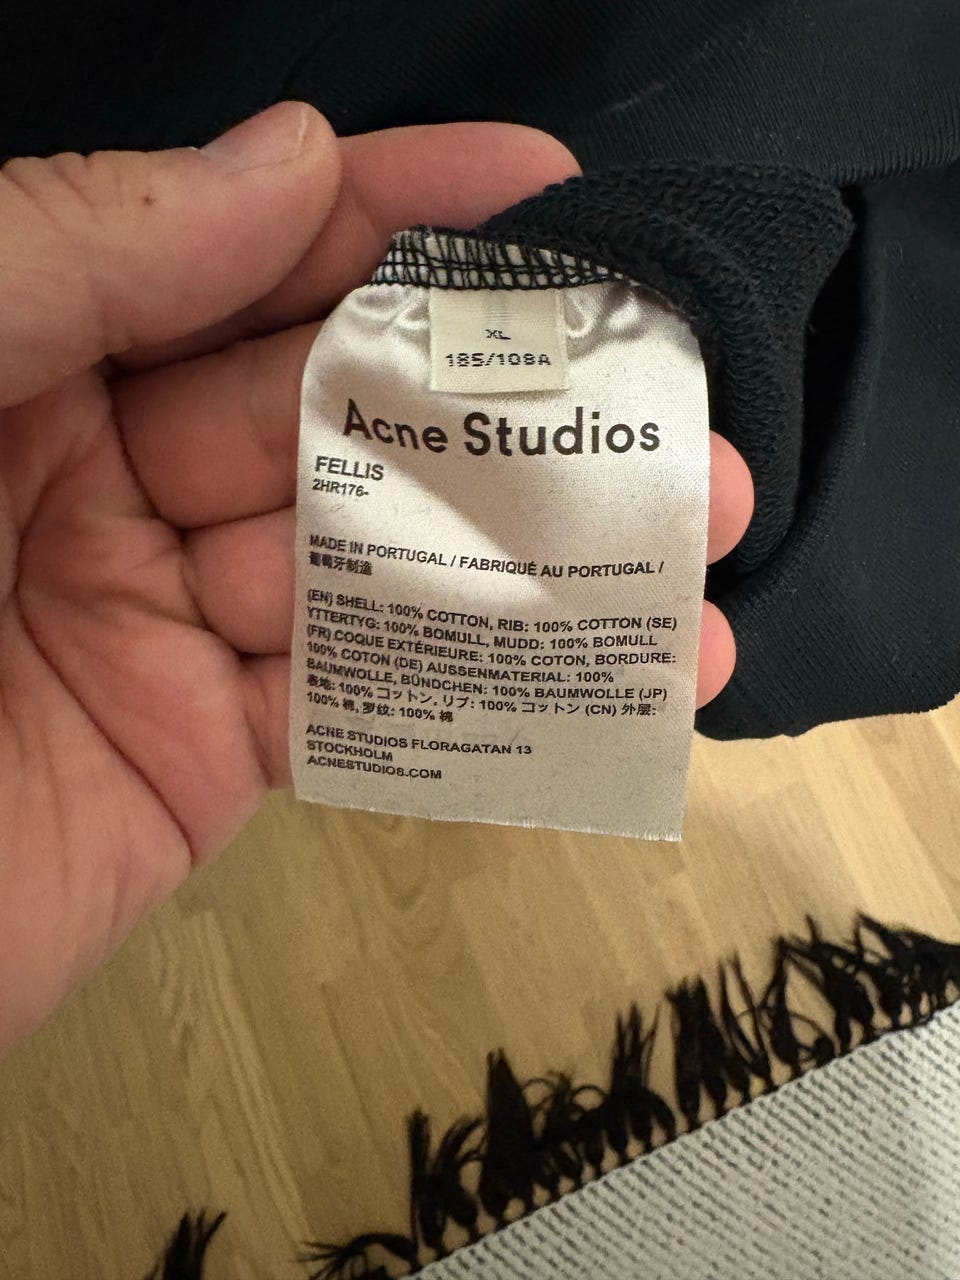 XL
185/108A
Acne Studios
FELLIS
2HR176-
MADE IN PORTUGAL / FABRIQUÉ AU PORTUGAL /
葡萄牙制造
(EN) SHELL: 100% COTTON, RIB: 100% COTTON (SE)
YTTERTYG: 100% BOMULL, MUDD: 100% BOMULL
(FR) COQUE EXTÉRIEURE: 100% COTON, BORDURE:
100% COTON (DE) AUSSENMATERIAL: 100%
BAUMWOLLE, BÜNDCHEN: 100% BAUMWOLLE (JP)
表地: 100% コットン, リブ: 100% コットン (CN) 外层:
100% 棉, 罗纹: 100% 棉
ACNE STUDIOS FLORAGATAN 13
STOCKHOLM
ACNESTUDIOS.COM